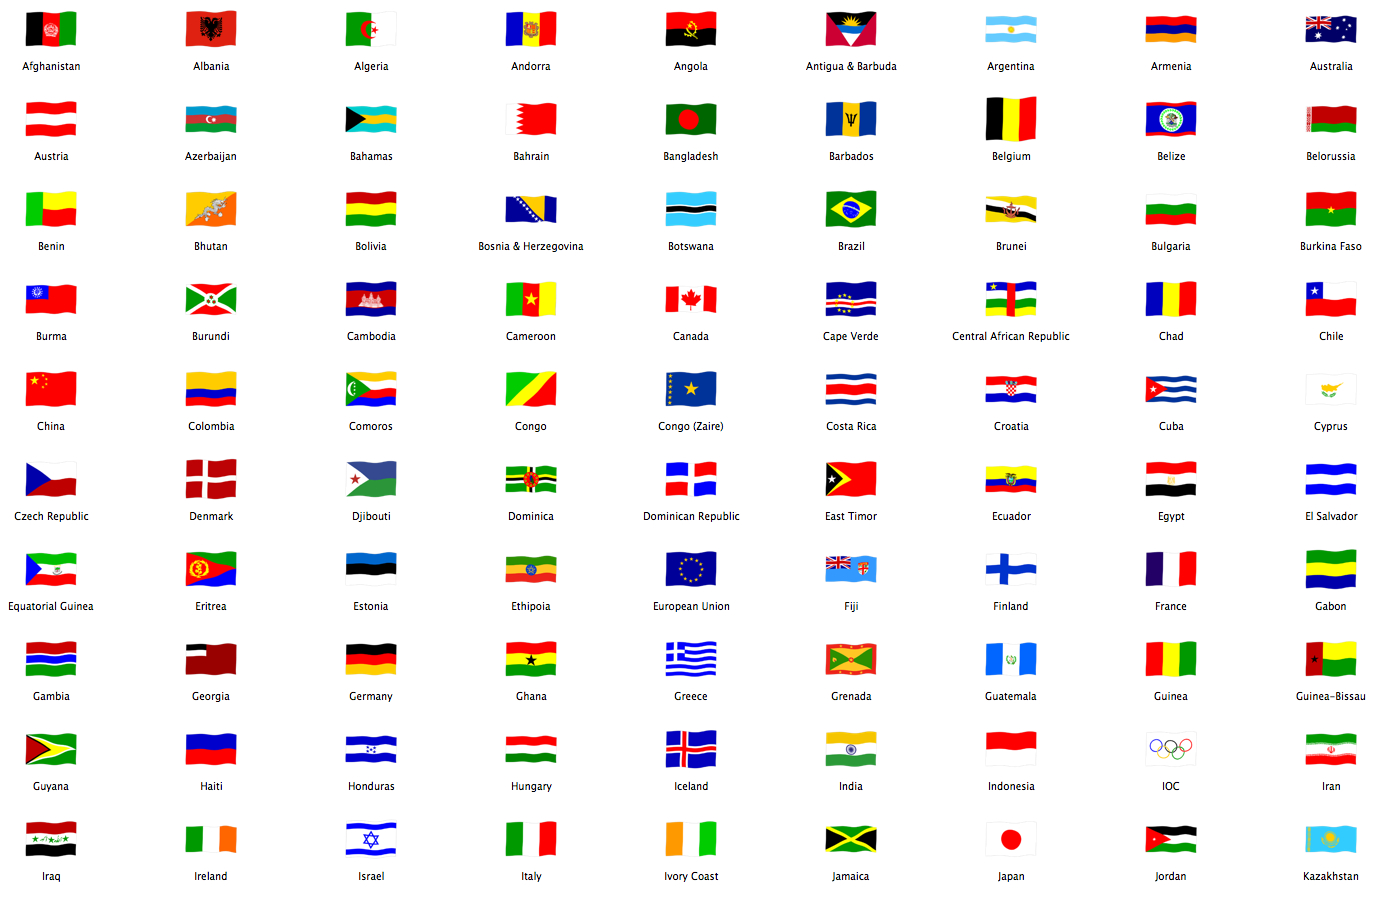 Afghanistan Albania Algeria Andorra Angola Antigua & Barbuda Argentina Armenia Australia
Austria Azerbaijan Bahamas Bahrain Bangladesh Barbados Belgium Belize Belorussia
Benin Bhutan Bolivia Bosnia & Herzegovina Botswana Brazil Brunei Bulgaria Burkina Faso
Burma Burundi Cambodia Cameroon Canada Cape Verde Central African Republic Chad Chile
China Colombia Comoros Congo Congo (Zaire) Costa Rica Croatia Cuba Cyprus
Czech Republic Denmark Djibouti Dominica Dominican Republic East Timor Ecuador Egypt El Salvador
Equatorial Guinea Eritrea Estonia Ethipoia European Union Fiji Finland France Gabon
Gambia Georgia Germany Ghana Greece Grenada Guatemala Guinea Guinea-Bissau
Guyana Haiti Honduras Hungary Iceland India Indonesia IOC Iran
Iraq Ireland Israel Italy Ivory Coast Jamaica Japan Jordan Kazakhstan